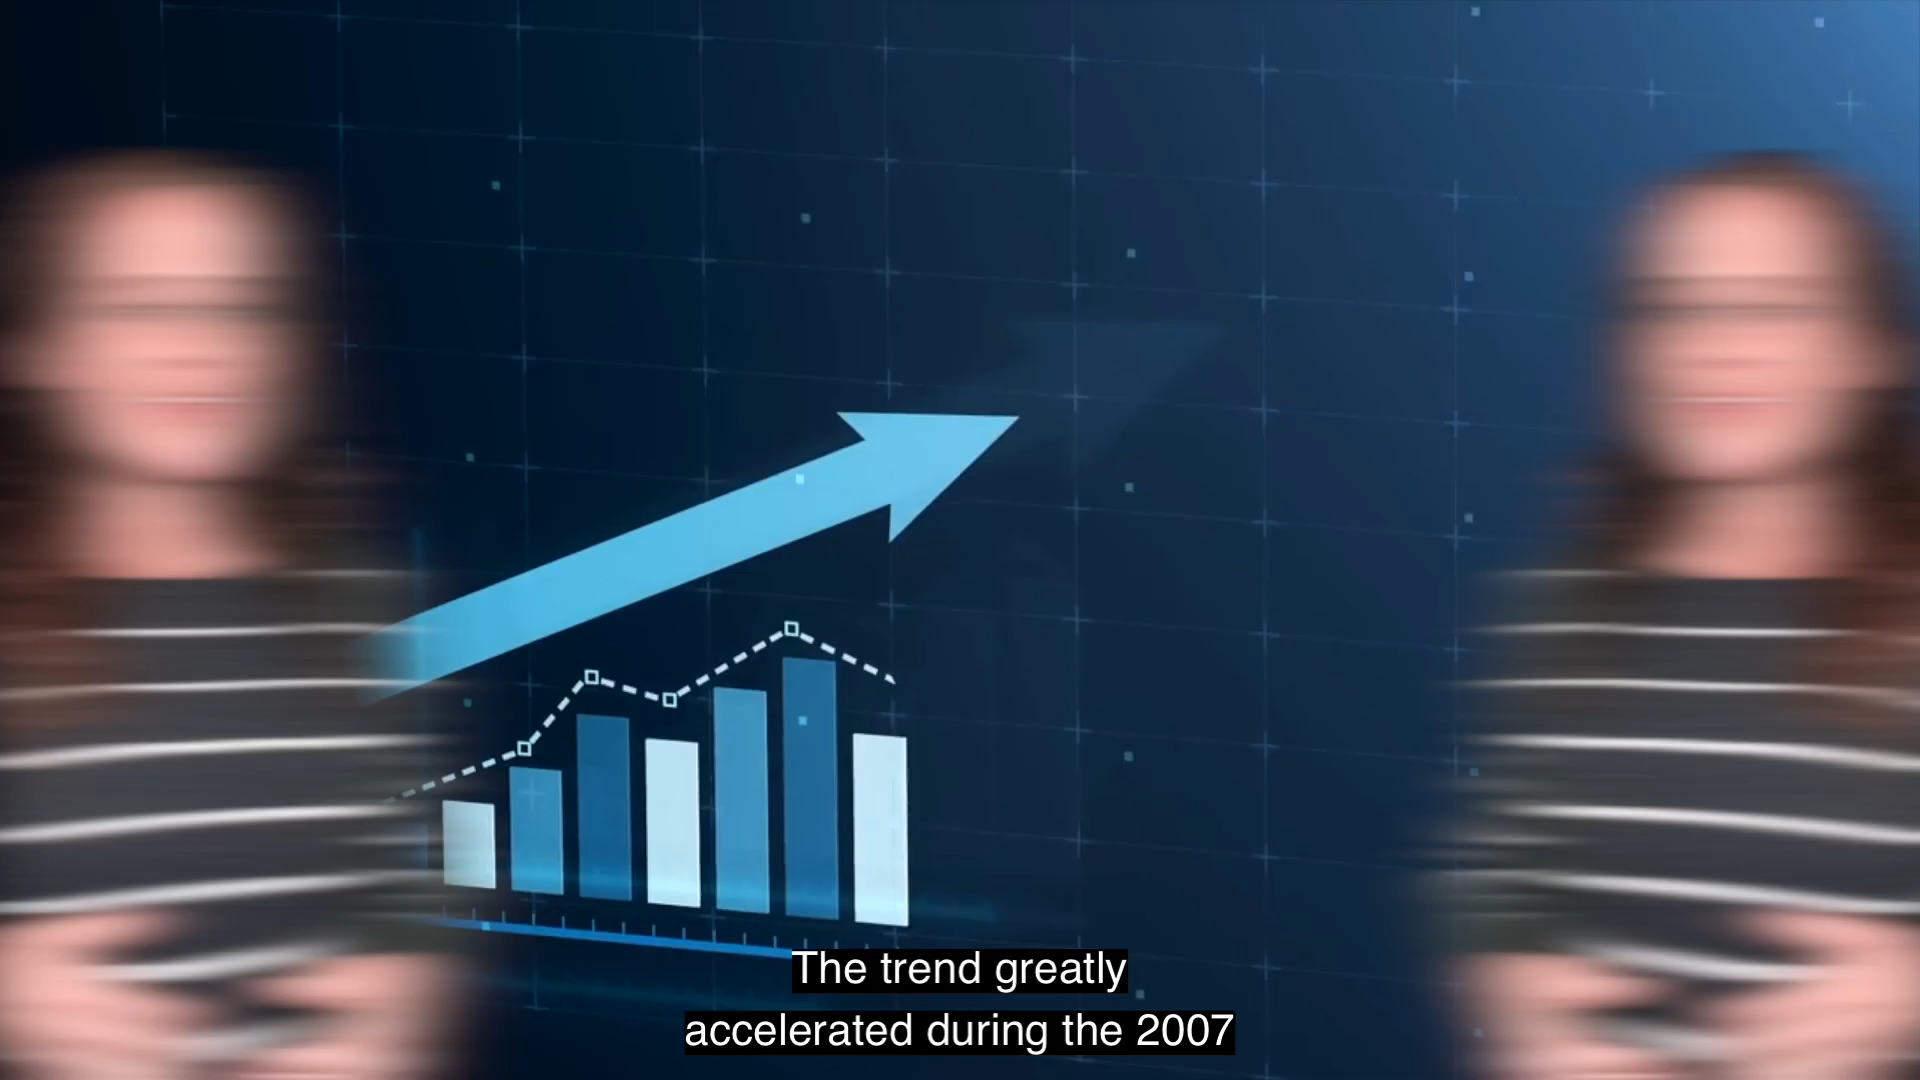 The trend greatly
accelerated during the 2007